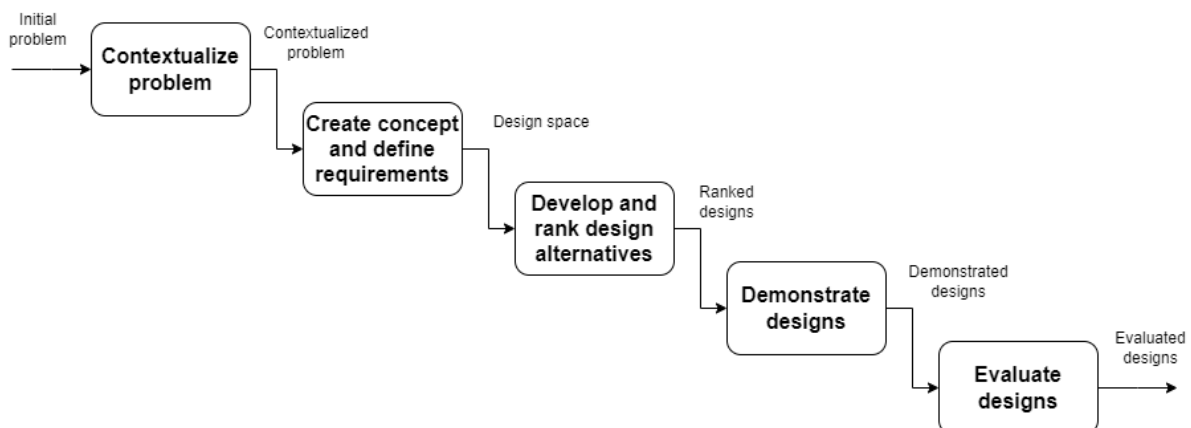 Initial
problem
Contextualize
problem
Contextualized
problem
Create concept
and define
requirements
Design space
Develop and
rank design
alternatives
Ranked
designs
Demonstrate
designs
Demonstrated
designs
Evaluate
designs
Evaluated
designs